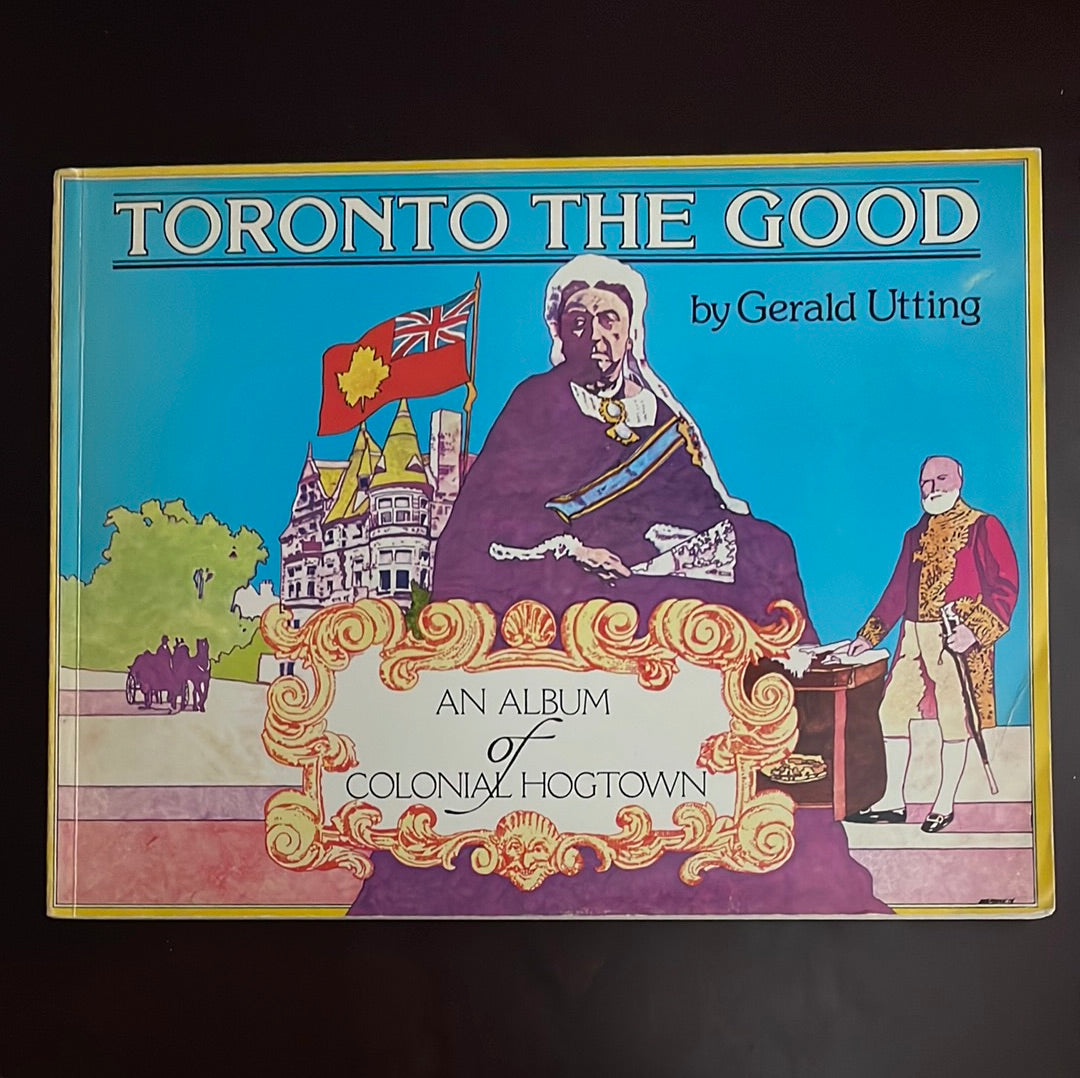 TORONTO THE GOOD
by Gerald Utting
AN ALBUM
of
COLONIAL HOGTOWN